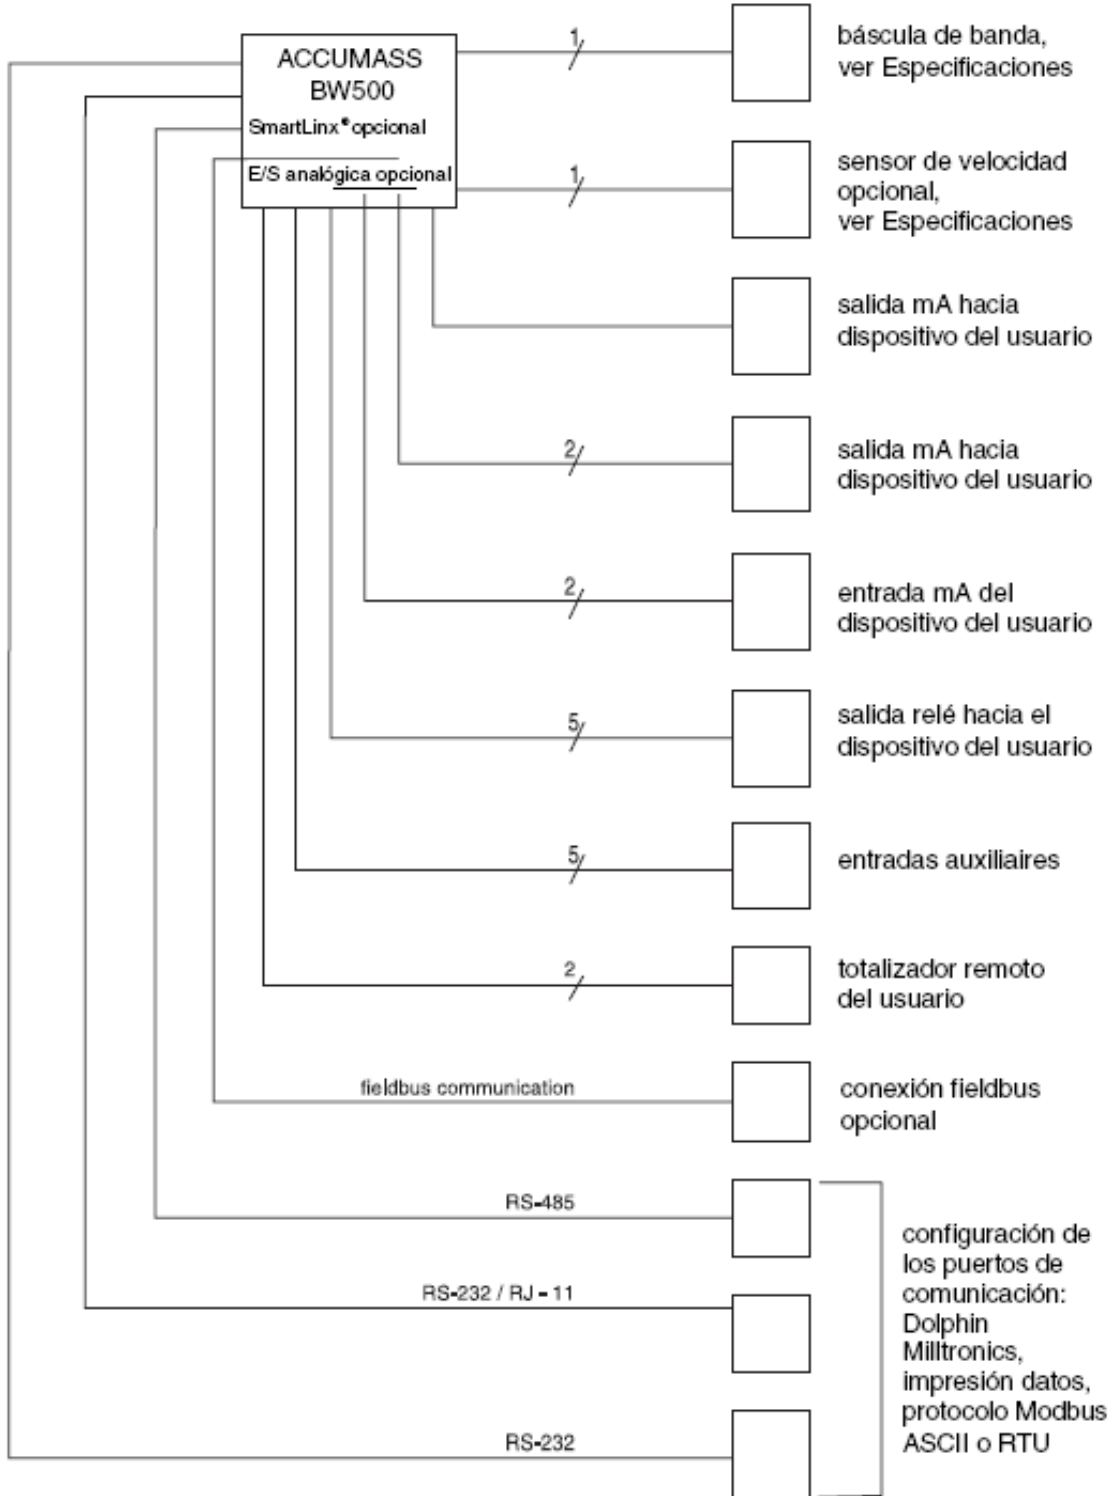 ACCUMASS
BW500
SmartLinx® opcional
E/S analógica opcional
1
báscula de banda,
ver Especificaciones
1
sensor de velocidad
opcional,
ver Especificaciones
salida mA hacia
dispositivo del usuario
2
salida mA hacia
dispositivo del usuario
2
entrada mA del
dispositivo del usuario
5
salida relé hacia el
dispositivo del usuario
5
entradas auxiliaires
2
totalizador remoto
del usuario
fieldbus communication
conexión fieldbus
opcional
RS-485
RS-232 / RJ - 11
RS-232
configuración de
los puertos de
comunicación:
Dolphin
Milltronics,
impresión datos,
protocolo Modbus
ASCII o RTU